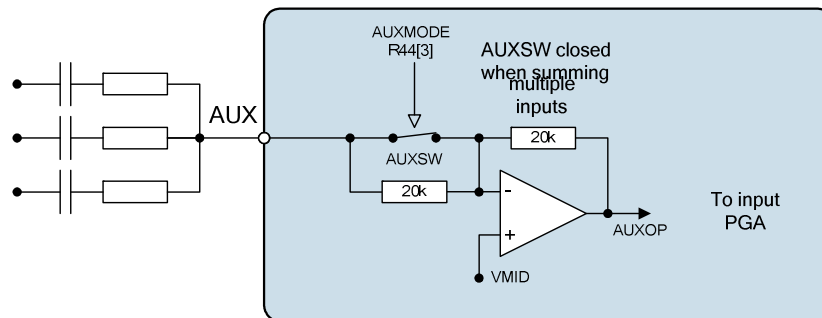 AUXMODE
R44[3]
AUXSW closed
when summing
multiple
inputs
AUX
20k
AUXSW
20k
-
+
To input
PGA
AUXOP
VMID